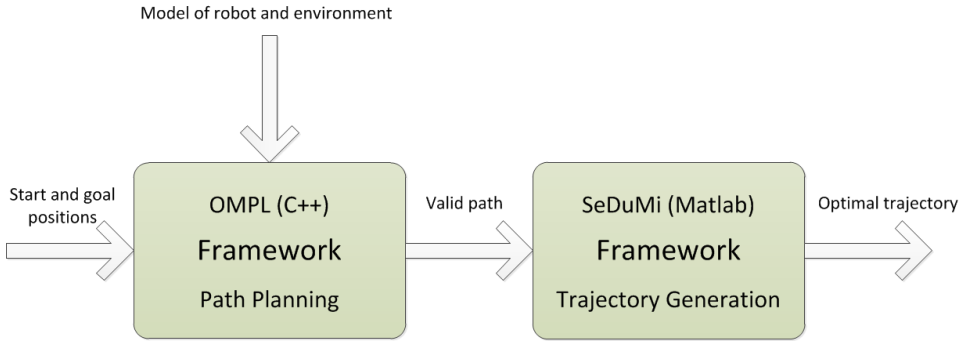 Model of robot and environment
Start and goal
positions
OMPL (C++)
Framework
Path Planning
Valid path
SeDuMi (Matlab)
Framework
Trajectory Generation
Optimal trajectory